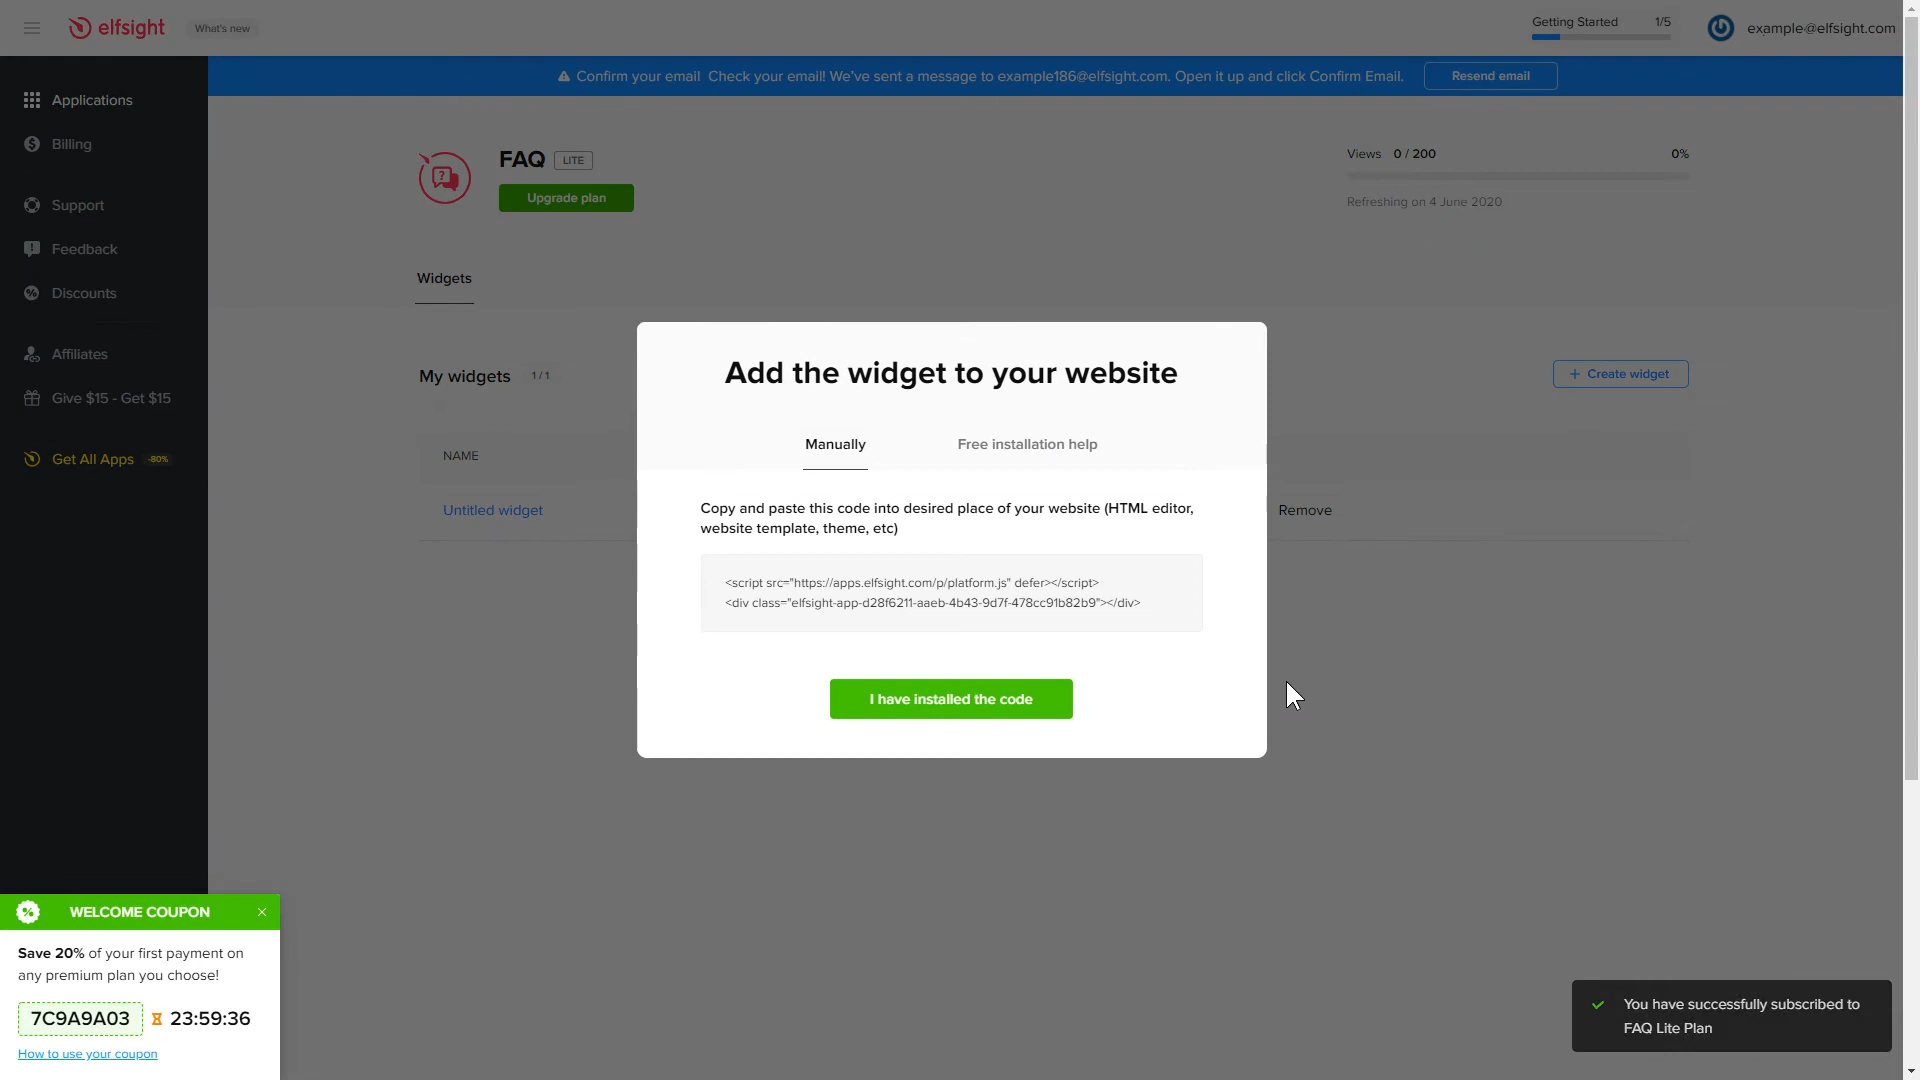 elfsight
What's new
Getting Started 1/5
example@elfsight.com
Confirm your email Check your email! We've sent a message to example186@elfsight.com. Open it up and click Confirm Email.
Resend email
Applications
Billing
Support
Feedback
Discounts
Affiliates
Give $15 - Get $15
Get All Apps -80%
FAQ LITE
Upgrade plan
Views 0 / 200 0%
Refreshing on 4 June 2020
Widgets
My widgets 1 / 1
+ Create widget
NAME
Untitled widget
Remove
Add the widget to your website
Manually
Free installation help
Copy and paste this code into desired place of your website (HTML editor,
website template, theme, etc)
<script src="https://apps.elfsight.com/p/platform.js" defer></script>
<div class="elfsight-app-d28f6211-aaeb-4b43-9d7f-478cc91b82b9"></div>
I have installed the code
WELCOME COUPON
Save 20% of your first payment on
any premium plan you choose!
7C9A9A03
23:59:36
How to use your coupon
You have successfully subscribed to
FAQ Lite Plan